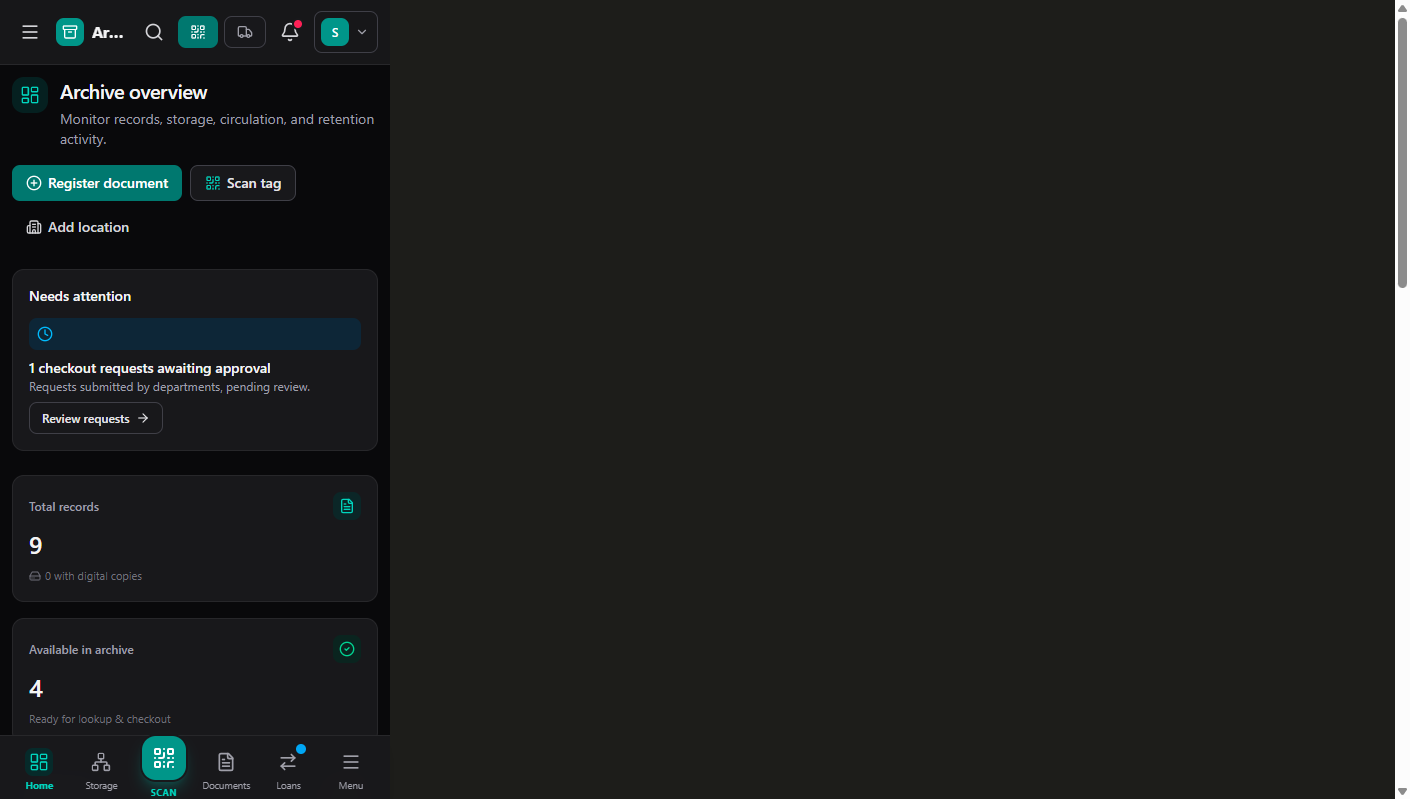 Ar...
S
Archive overview
Monitor records, storage, circulation, and retention
activity.
Register document
Scan tag
Add location
Needs attention
1 checkout requests awaiting approval
Requests submitted by departments, pending review.
Review requests
Total records
9
0 with digital copies
Available in archive
4
Ready for lookup & checkout
Home
Storage
SCAN
Documents
Loans
Menu